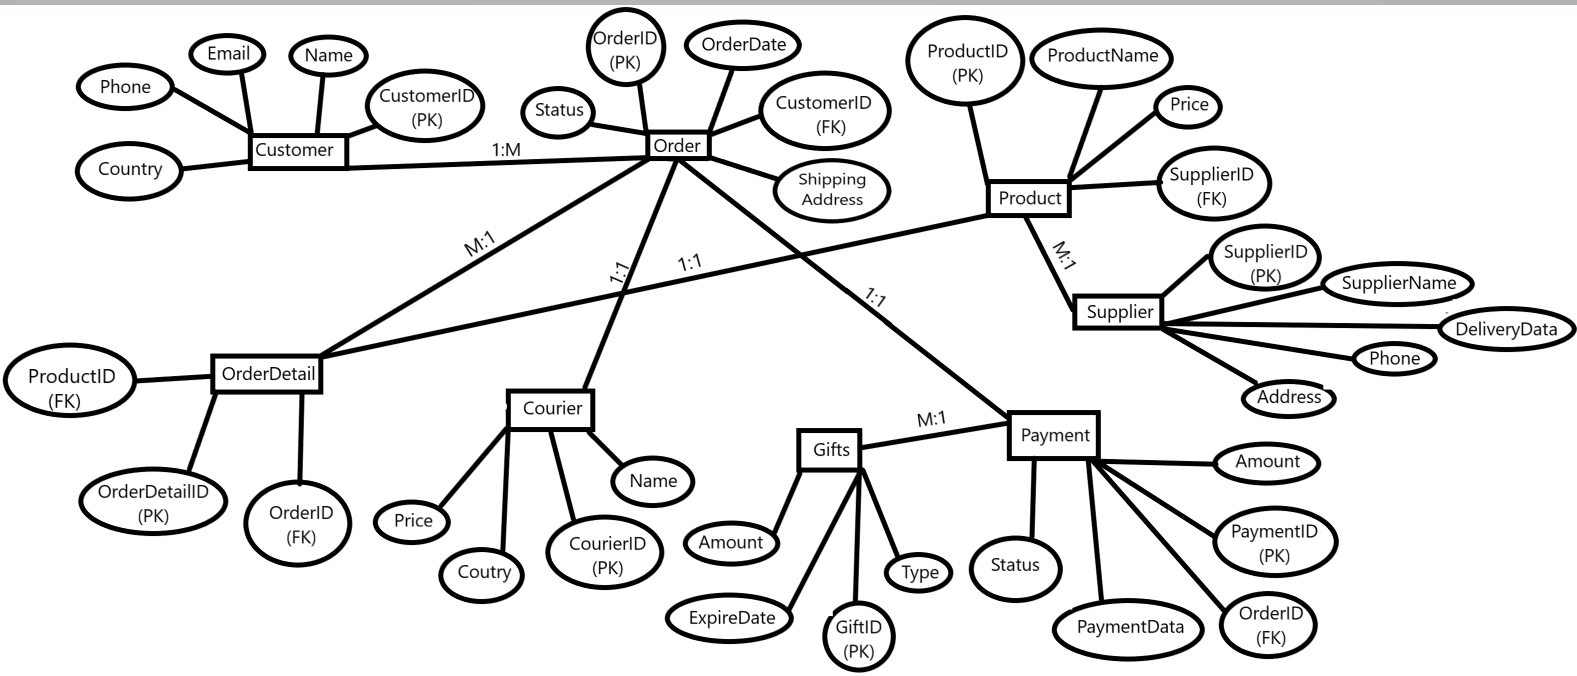 Email
Name
Phone
CustomerID
(PK)
Country
Customer
1:M
OrderID
(PK)
OrderDate
Status
CustomerID
(FK)
Order
Shipping
Address
ProductID
(PK)
ProductName
Price
SupplierID
(FK)
Product
M:1
1:1
1:1
1:1
M:1
SupplierID
(PK)
SupplierName
Supplier
DeliveryData
Phone
Address
OrderDetail
ProductID
(FK)
OrderDetailID
(PK)
OrderID
(FK)
Courier
Name
Price
CourierID
(PK)
Coutry
M:1
Gifts
Amount
Type
ExpireDate
GiftID
(PK)
Payment
Amount
PaymentID
(PK)
Status
OrderID
(FK)
PaymentData